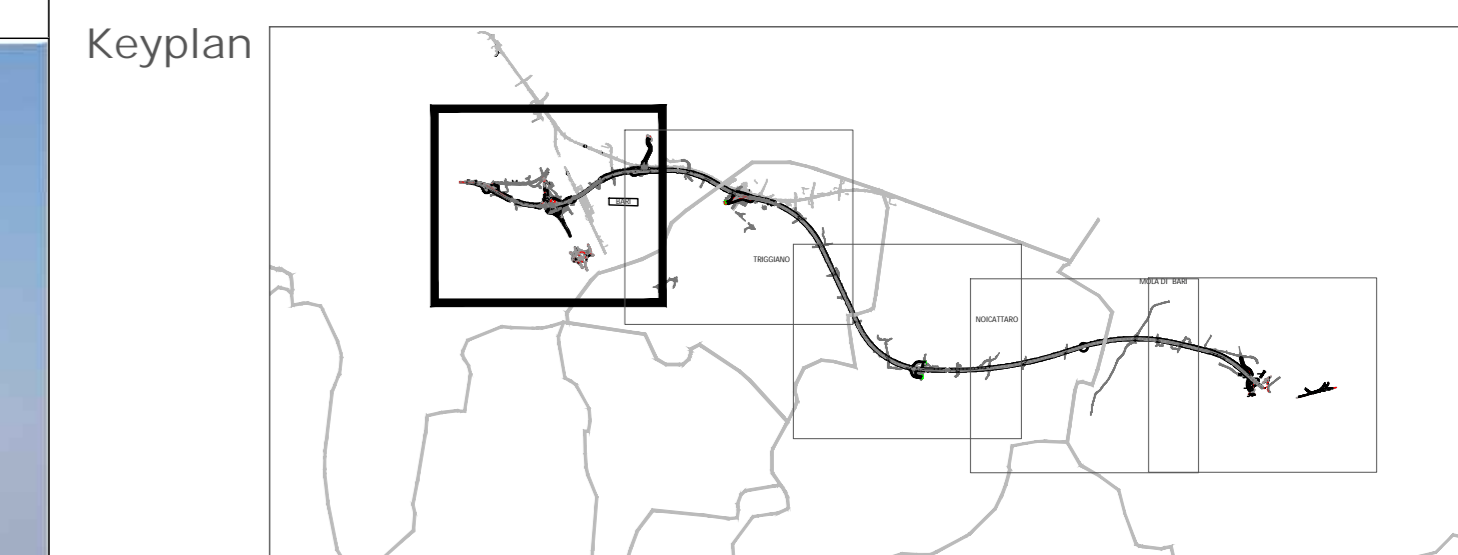 Keyplan
BARI
TRIGGIANO
MOLA DI BARI
NOICATTARO